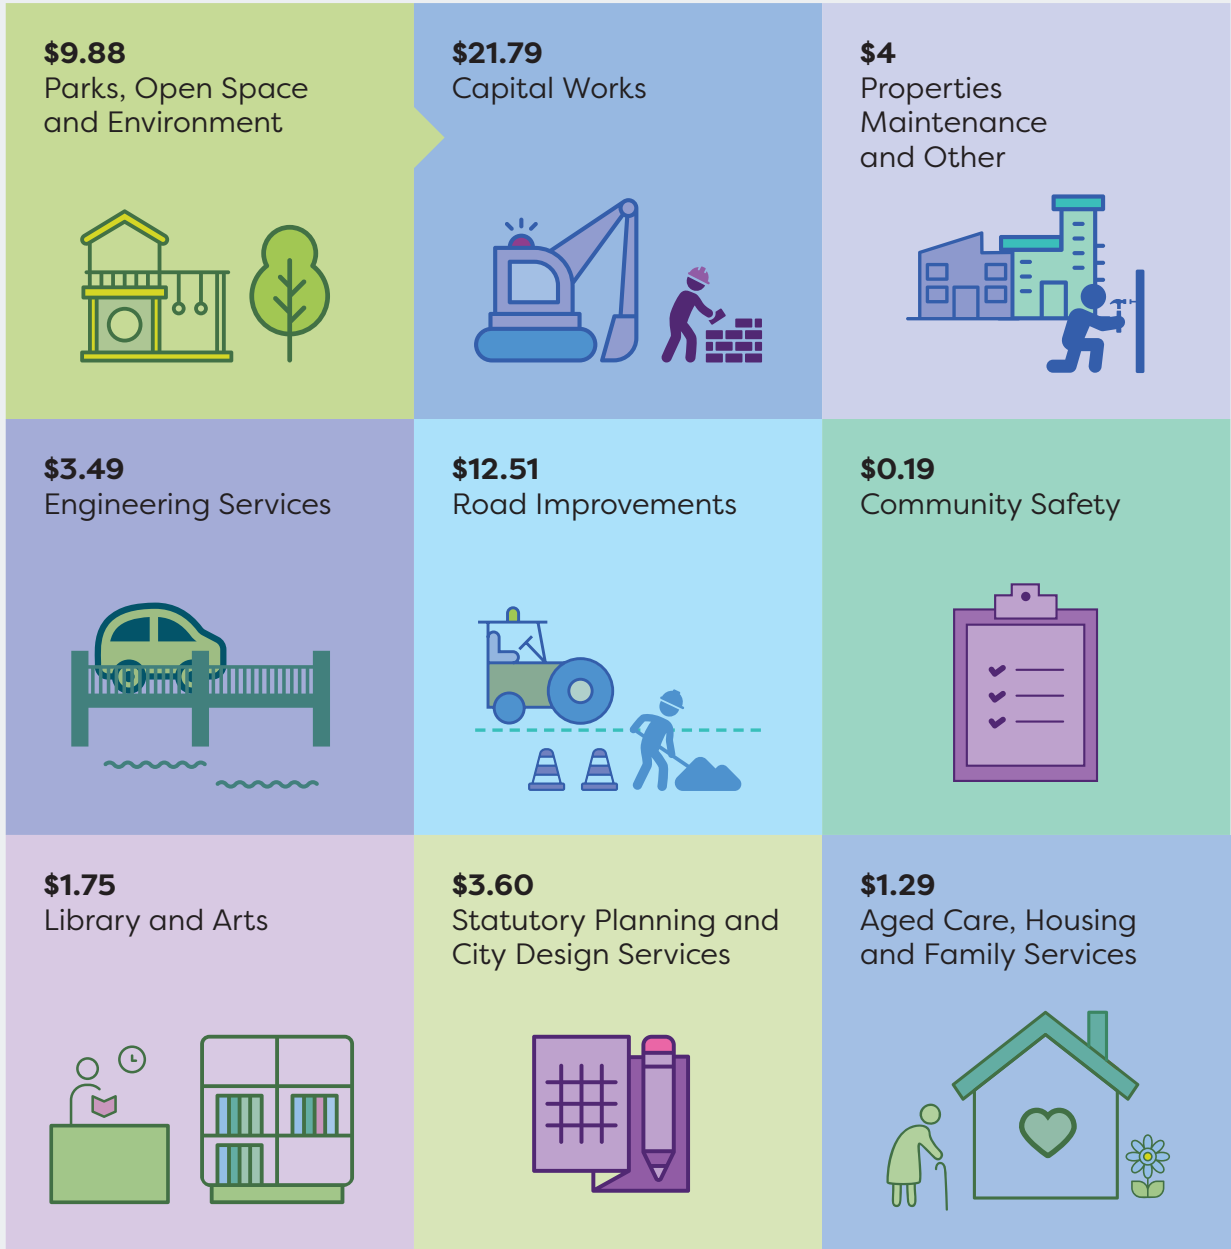 $9.88
Parks, Open Space
and Environment
$21.79
Capital Works
$4
Properties
Maintenance
and Other
$3.49
Engineering Services
$12.51
Road Improvements
$0.19
Community Safety
$1.75
Library and Arts
$3.60
Statutory Planning and
City Design Services
$1.29
Aged Care, Housing
and Family Services